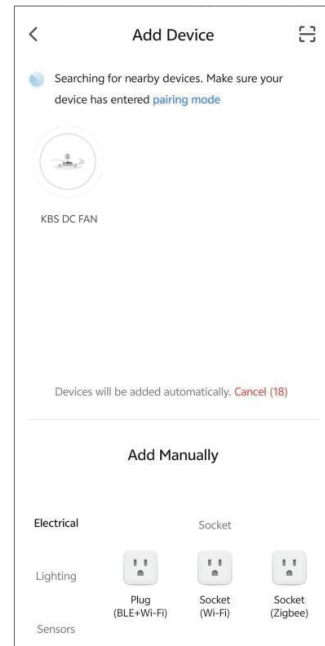 Add Device
Searching for nearby devices. Make sure your
device has entered pairing mode
KBS DC FAN
Devices will be added automatically. Cancel (18)
Add Manually
Electrical
Socket
Lighting
Plug
(BLE+Wi-Fi)
Socket
(Wi-Fi)
Socket
(Zigbee)
Sensors